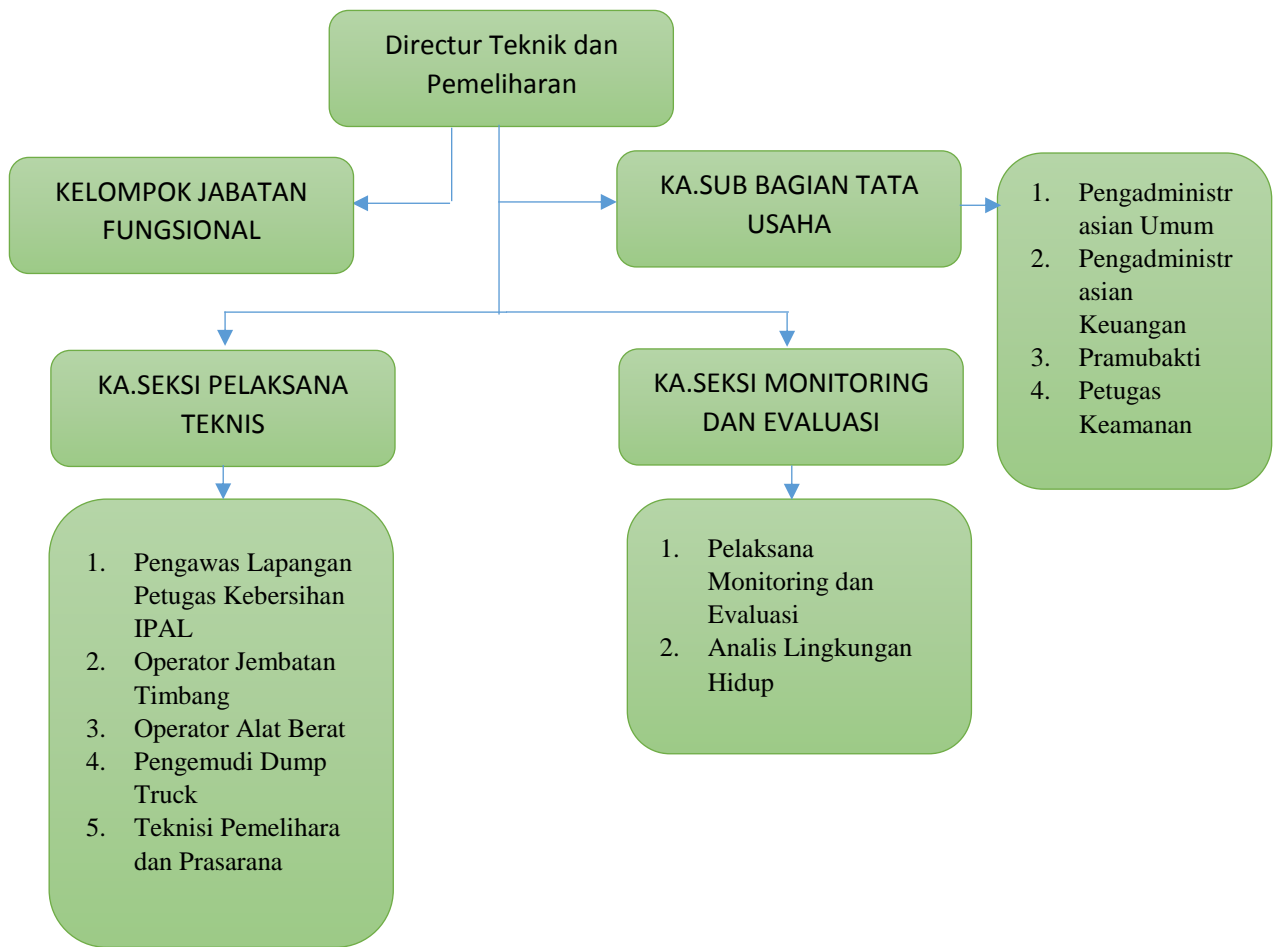 Directur Teknik dan
Pemeliharan
KELOMPOK JABATAN
FUNGSIONAL
KA.SUB BAGIAN TATA
USAHA
1. Pengadministr
asian Umum
2. Pengadministr
asian
Keuangan
3. Pramubakti
4. Petugas
Keamanan
KA.SEKSI PELAKSANA
TEKNIS
KA.SEKSI MONITORING
DAN EVALUASI
1. Pengawas Lapangan
Petugas Kebersihan
IPAL
2. Operator Jembatan
Timbang
3. Operator Alat Berat
4. Pengemudi Dump
Truck
5. Teknisi Pemelihara
dan Prasarana
1. Pelaksana
Monitoring dan
Evaluasi
2. Analis Lingkungan
Hidup